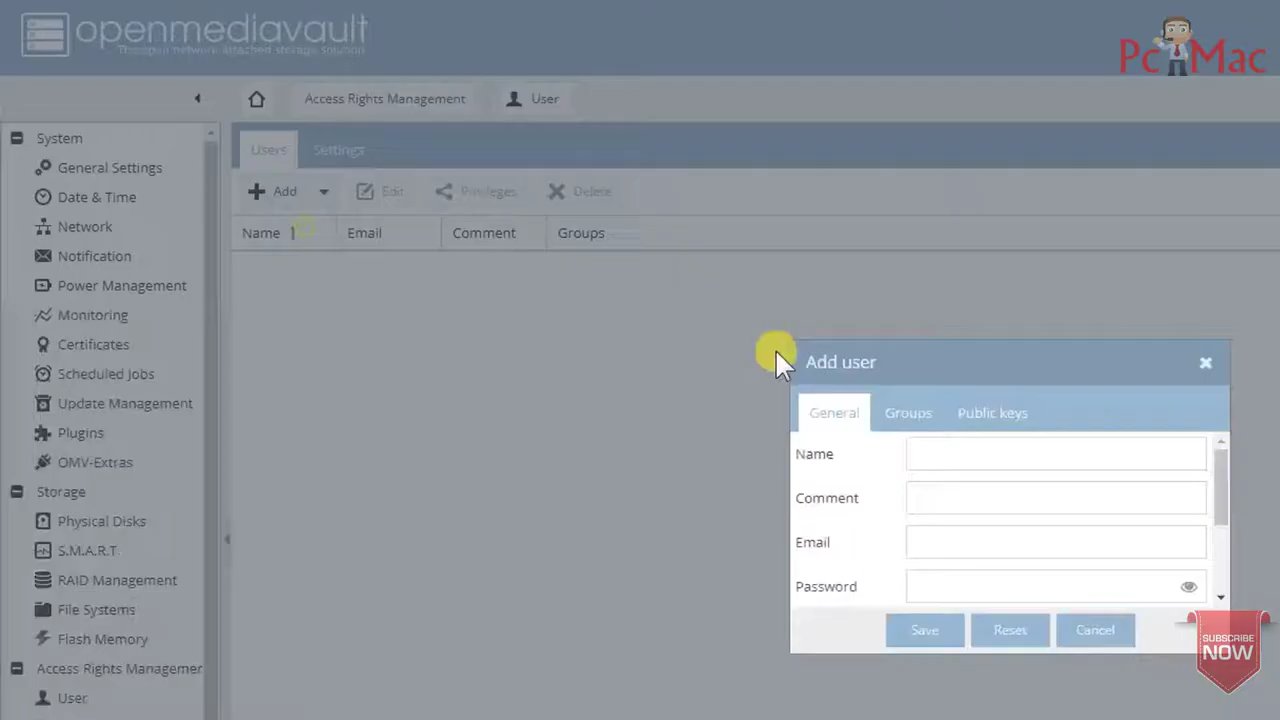 openmediavault
The open network attached storage solution
Pc Mac
Access Rights Management
User
System
General Settings
Date & Time
Network
Notification
Power Management
Monitoring
Certificates
Scheduled Jobs
Update Management
Plugins
OMV-Extras
Storage
Physical Disks
S.M.A.R.T.
RAID Management
File Systems
Flash Memory
Access Rights Managemer
User
Users
Settings
Add
Edit
Privileges
Delete
Name
Email
Comment
Groups
Add user
General
Groups
Public keys
Name
Comment
Email
Password
Save
Reset
Cancel
SUBSCRIBE
NOW